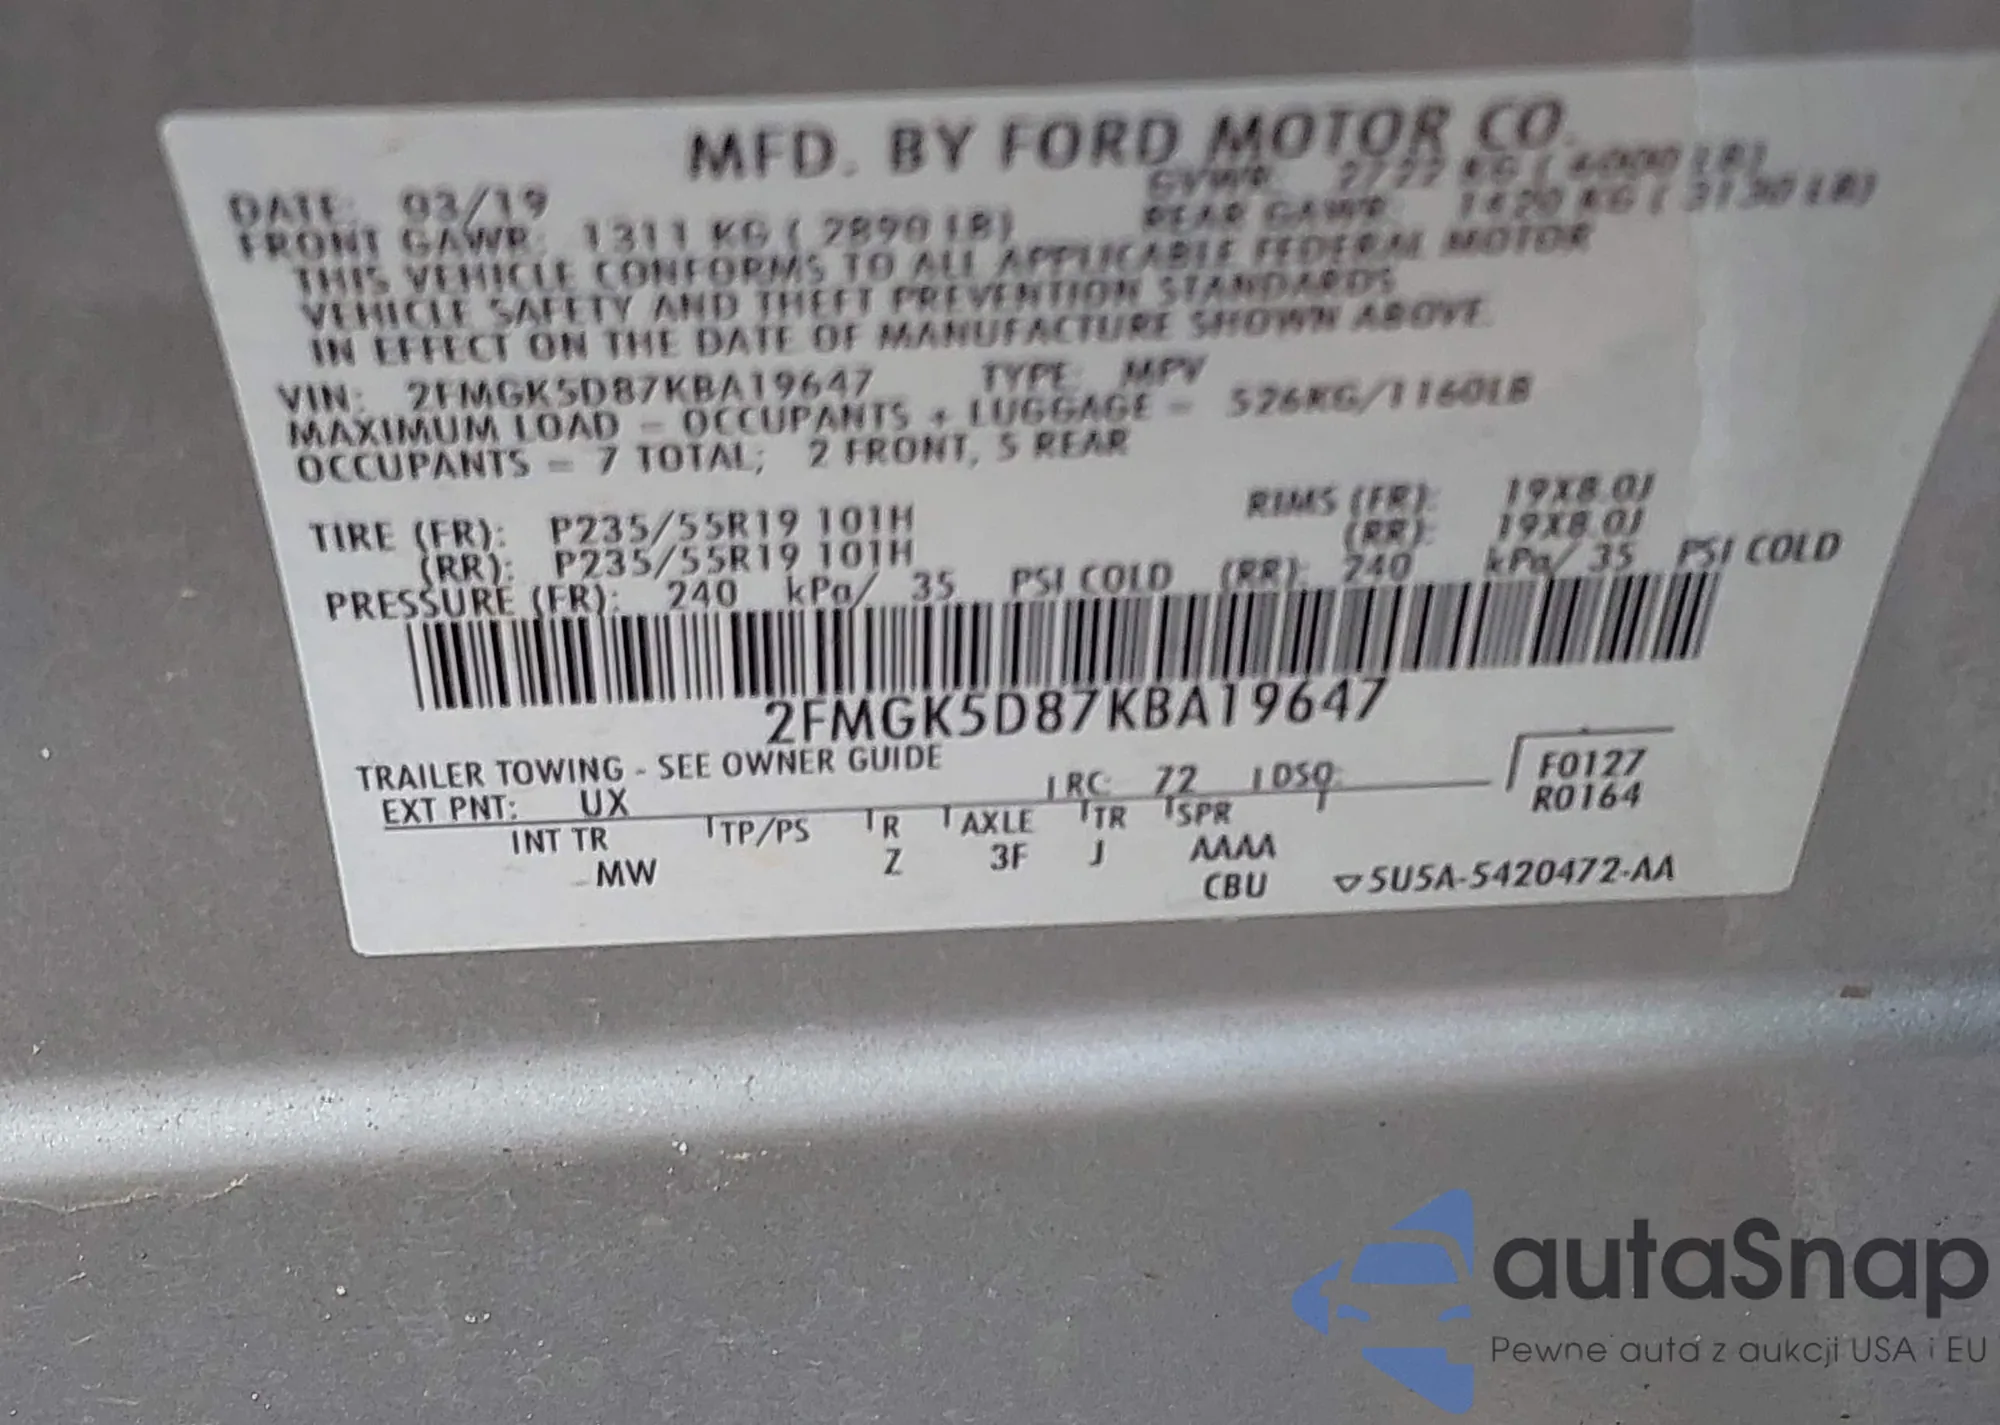 MFD. BY FORD MOTOR CO.
DATE: 03/19 GVWR: 2722 KG ( 6000 LB)
FRONT GAWR: 1311 KG ( 2890 LB) REAR GAWR: 1420 KG ( 3130 LB)
THIS VEHICLE CONFORMS TO ALL APPLICABLE FEDERAL MOTOR
VEHICLE SAFETY AND THEFT PREVENTION STANDARDS
IN EFFECT ON THE DATE OF MANUFACTURE SHOWN ABOVE.
VIN: 2FMGK5D87KBA19647 TYPE: MPV
MAXIMUM LOAD = OCCUPANTS + LUGGAGE = 526KG/1160LB
OCCUPANTS = 7 TOTAL; 2 FRONT, 5 REAR
TIRE (FR): P235/55R19 101H RIMS (FR): 19X8.0J
(RR): P235/55R19 101H (RR): 19X8.0J
PRESSURE (FR): 240 kPa/ 35 PSI COLD (RR): 240 kPa/ 35 PSI COLD
2FMGK5D87KBA19647
TRAILER TOWING - SEE OWNER GUIDE
EXT PNT: UX RC: 72 DSO: F0127
R0164
INT TR TP/PS R AXLE TR SPR
MW Z 3F J AAAA
CBU ▽5U5A-5420472-AA
autaSnap
Pewne auta z aukcji USA i EU